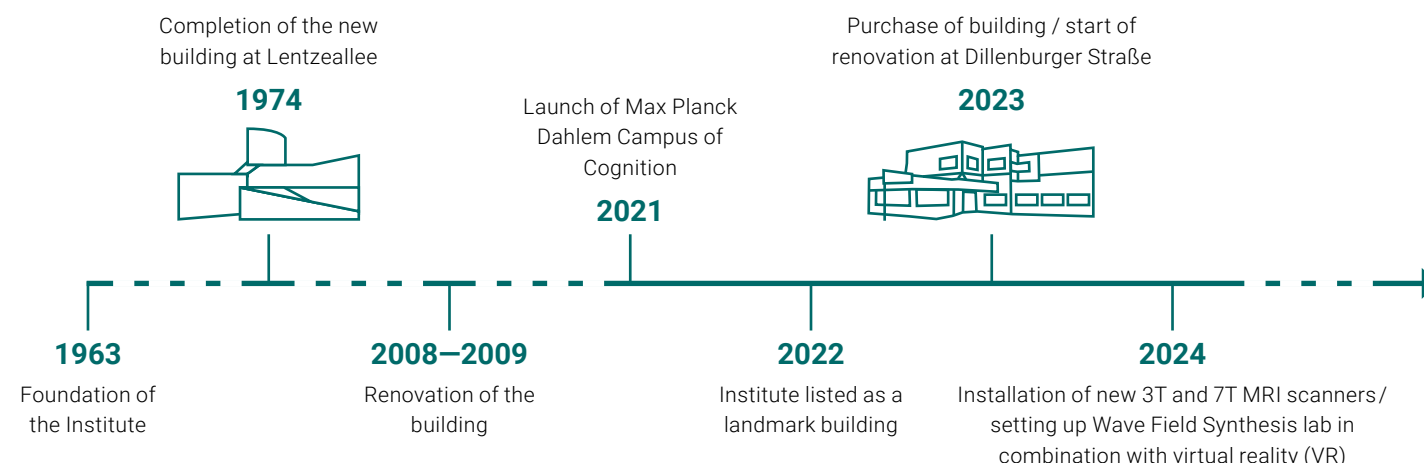 Completion of the new
building at Lentzeallee
1974
Purchase of building / start of
renovation at Dillenburger Straße
2023
Launch of Max Planck
Dahlem Campus of
Cognition
2021
1963
Foundation of
the Institute
2008—2009
Renovation of the
building
2022
Institute listed as a
landmark building
2024
Installation of new 3T and 7T MRI scanners/
setting up Wave Field Synthesis lab in
combination with virtual reality (VR)